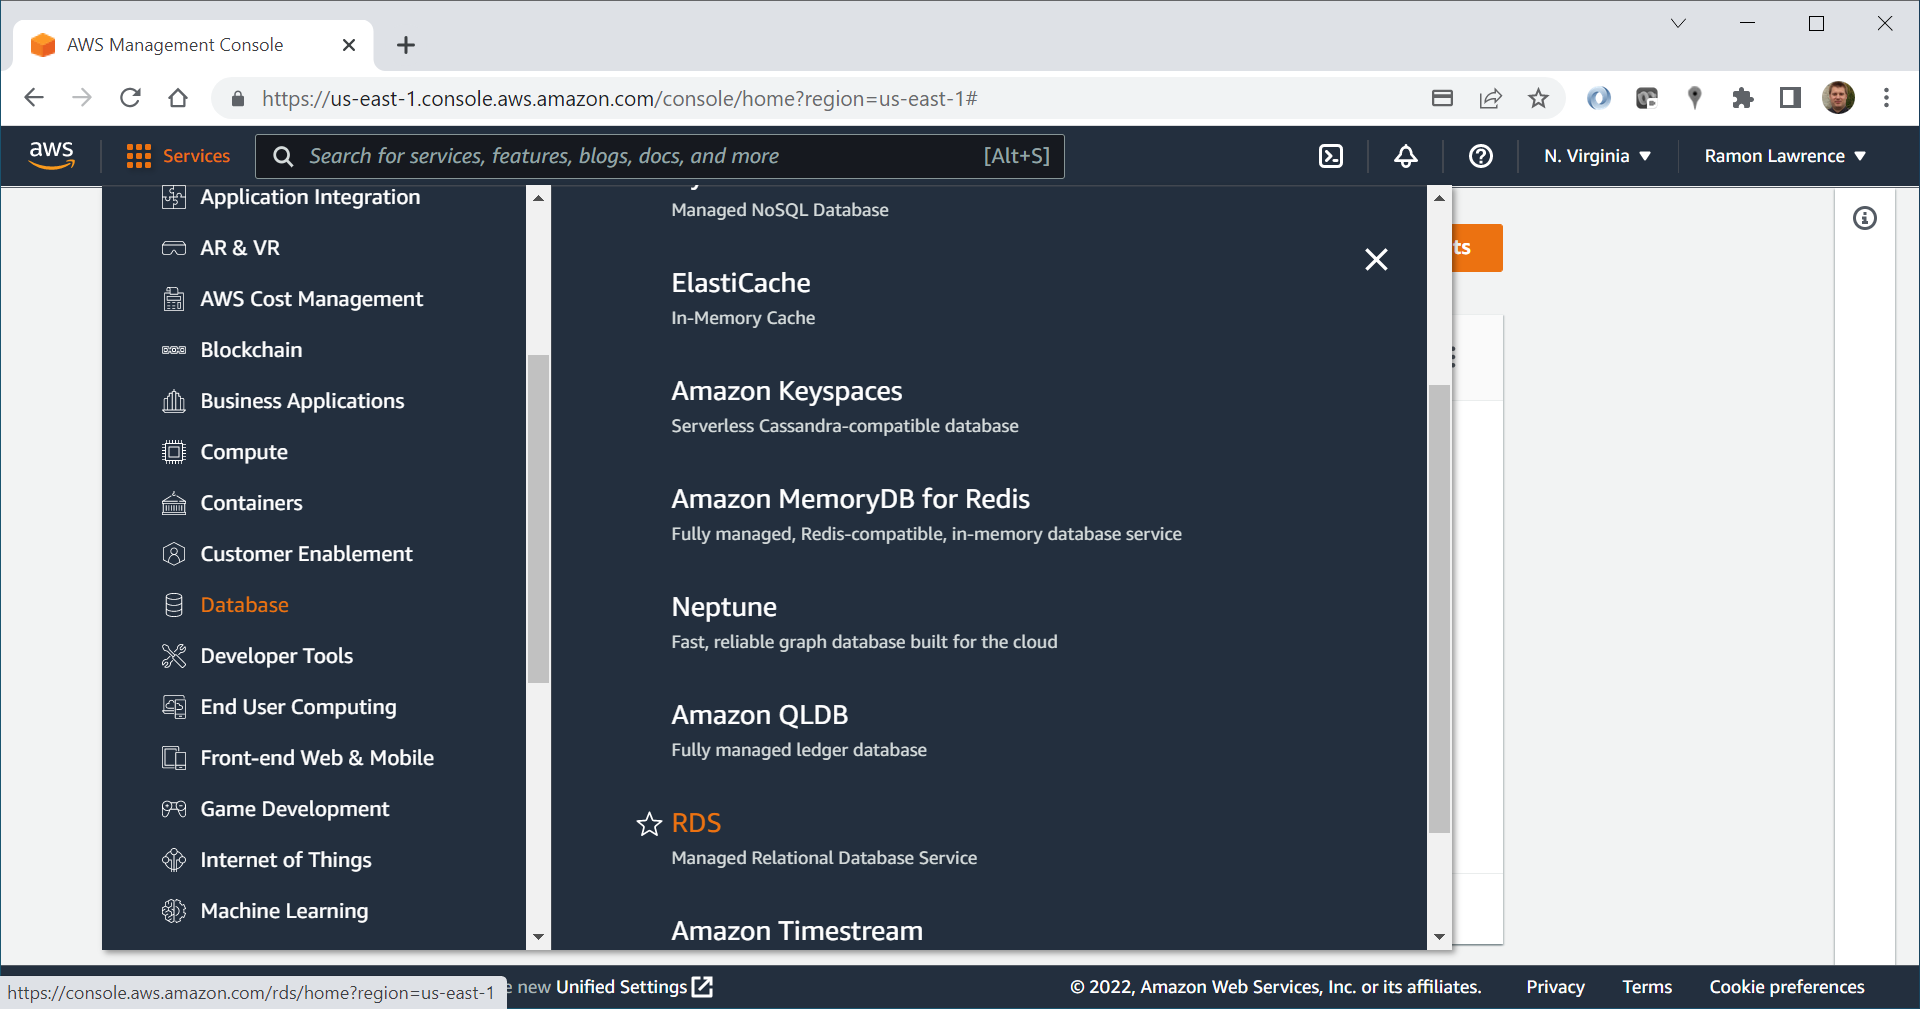 AWS Management Console
https://us-east-1.console.aws.amazon.com/console/home?region=us-east-1#
aws
Services
Search for services, features, blogs, docs, and more
[Alt+S]
N. Virginia
Ramon Lawrence
Application Integration
AR & VR
AWS Cost Management
Blockchain
Business Applications
Compute
Containers
Customer Enablement
Database
Developer Tools
End User Computing
Front-end Web & Mobile
Game Development
Internet of Things
Machine Learning
Managed NoSQL Database
ElastiCache
In-Memory Cache
Amazon Keyspaces
Serverless Cassandra-compatible database
Amazon MemoryDB for Redis
Fully managed, Redis-compatible, in-memory database service
Neptune
Fast, reliable graph database built for the cloud
Amazon QLDB
Fully managed ledger database
RDS
Managed Relational Database Service
Amazon Timestream
ts
https://console.aws.amazon.com/rds/home?region=us-east-1
new Unified Settings
© 2022, Amazon Web Services, Inc. or its affiliates.
Privacy
Terms
Cookie preferences